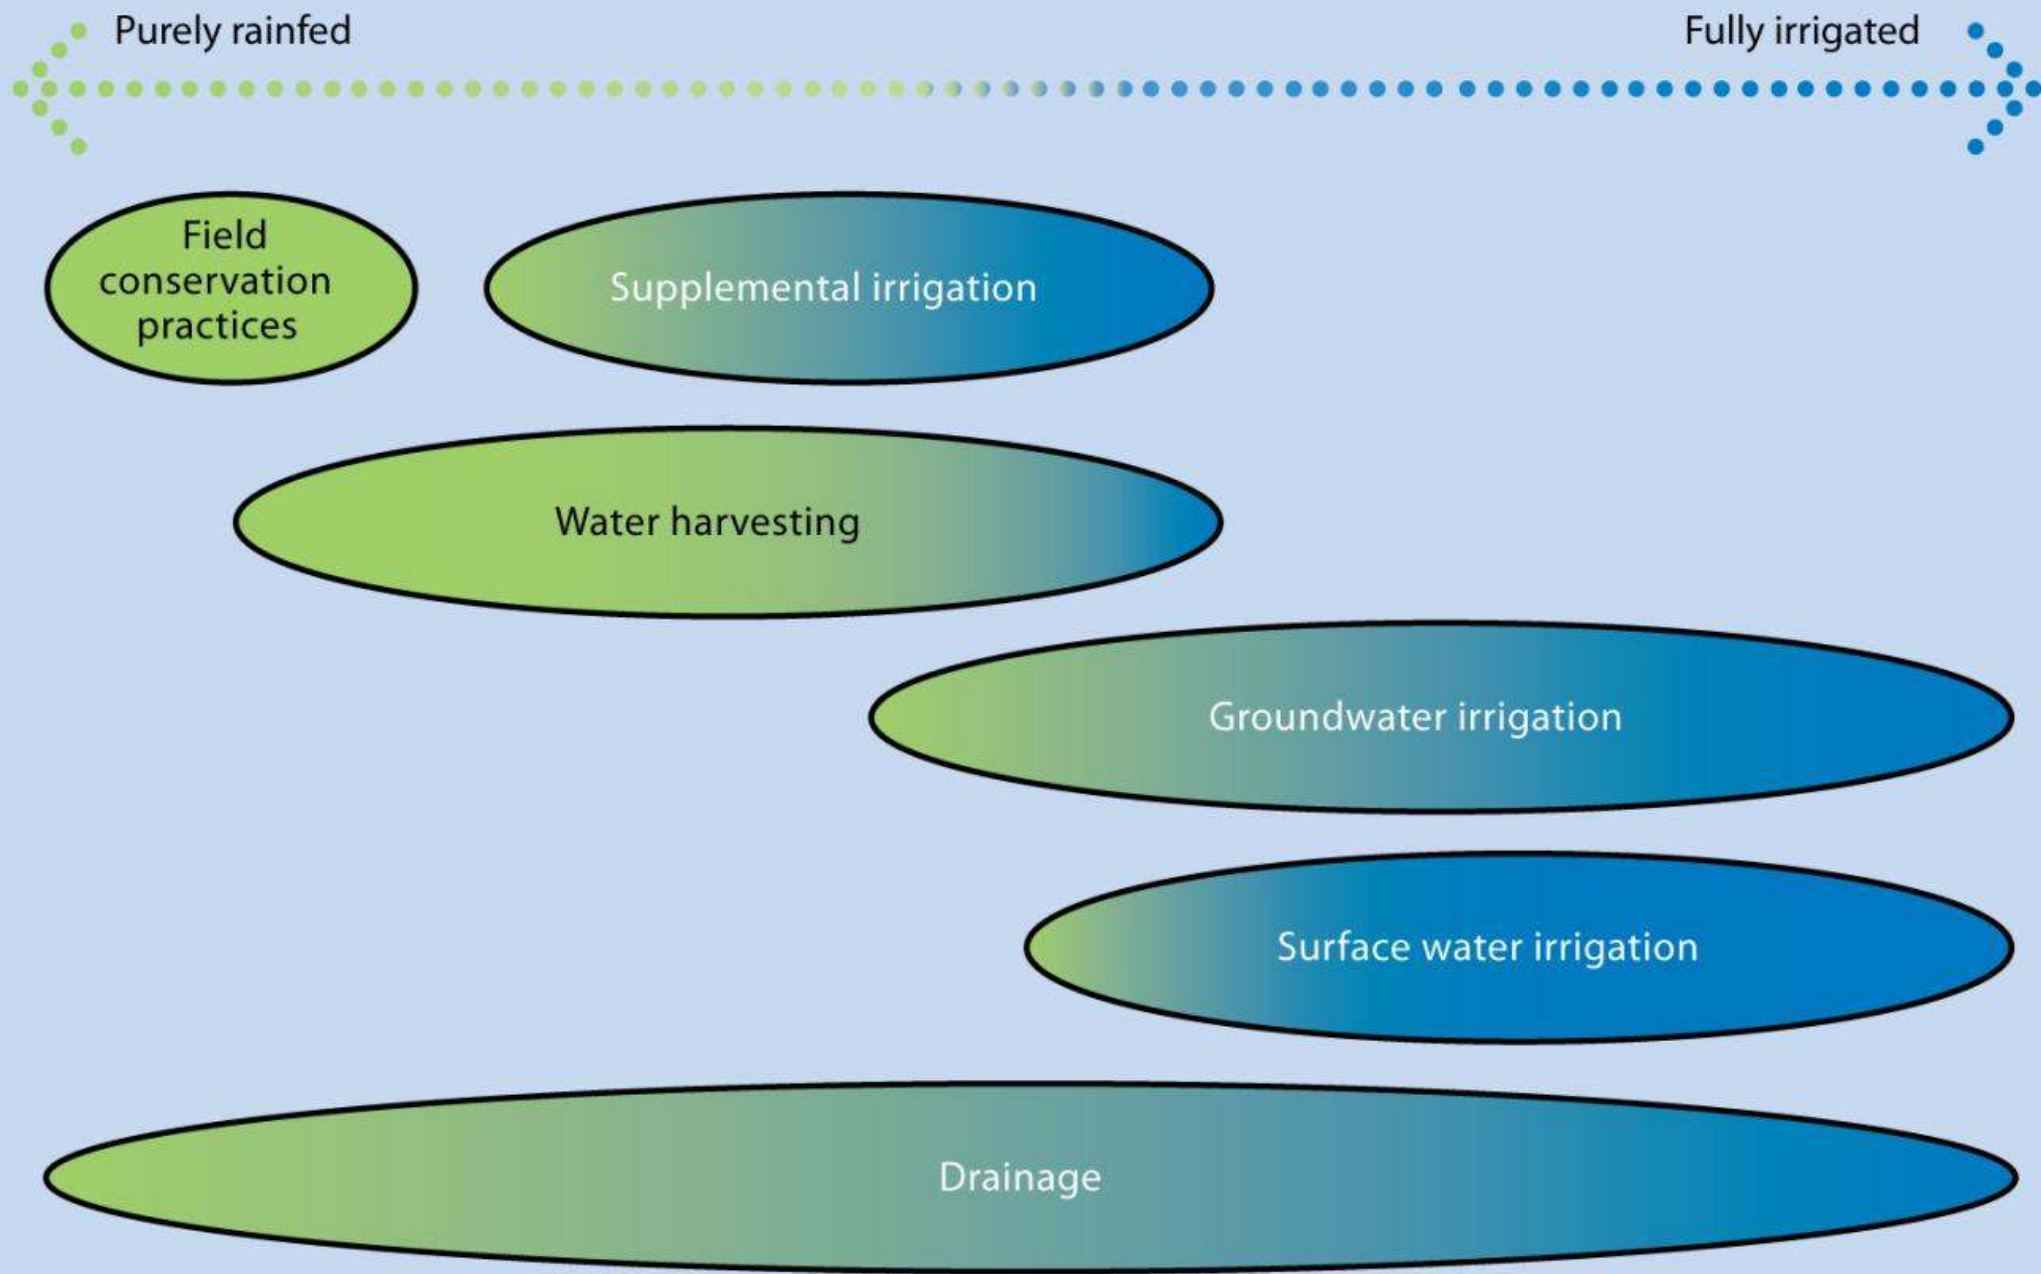 Purely rainfed
Fully irrigated
Field
conservation
practices
Supplemental irrigation
Water harvesting
Groundwater irrigation
Surface water irrigation
Drainage